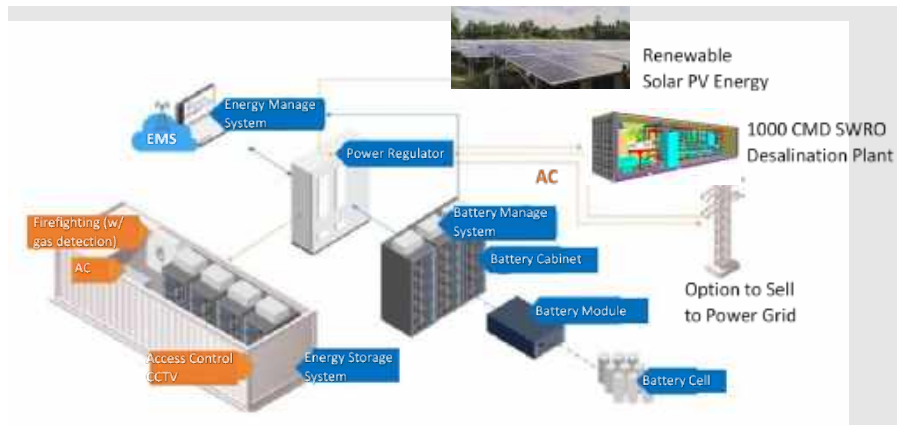 Renewable
Solar PV Energy
Energy Manage
System
EMS
1000 CMD SWRO
Desalination Plant
Power Regulator
AC
Firefighting (w/
gas detection)
Battery Manage
System
AC
Battery Cabinet
Option to Sell
to Power Grid
Battery Module
Access Control
CCTV
Energy Storage
System
Battery Cell